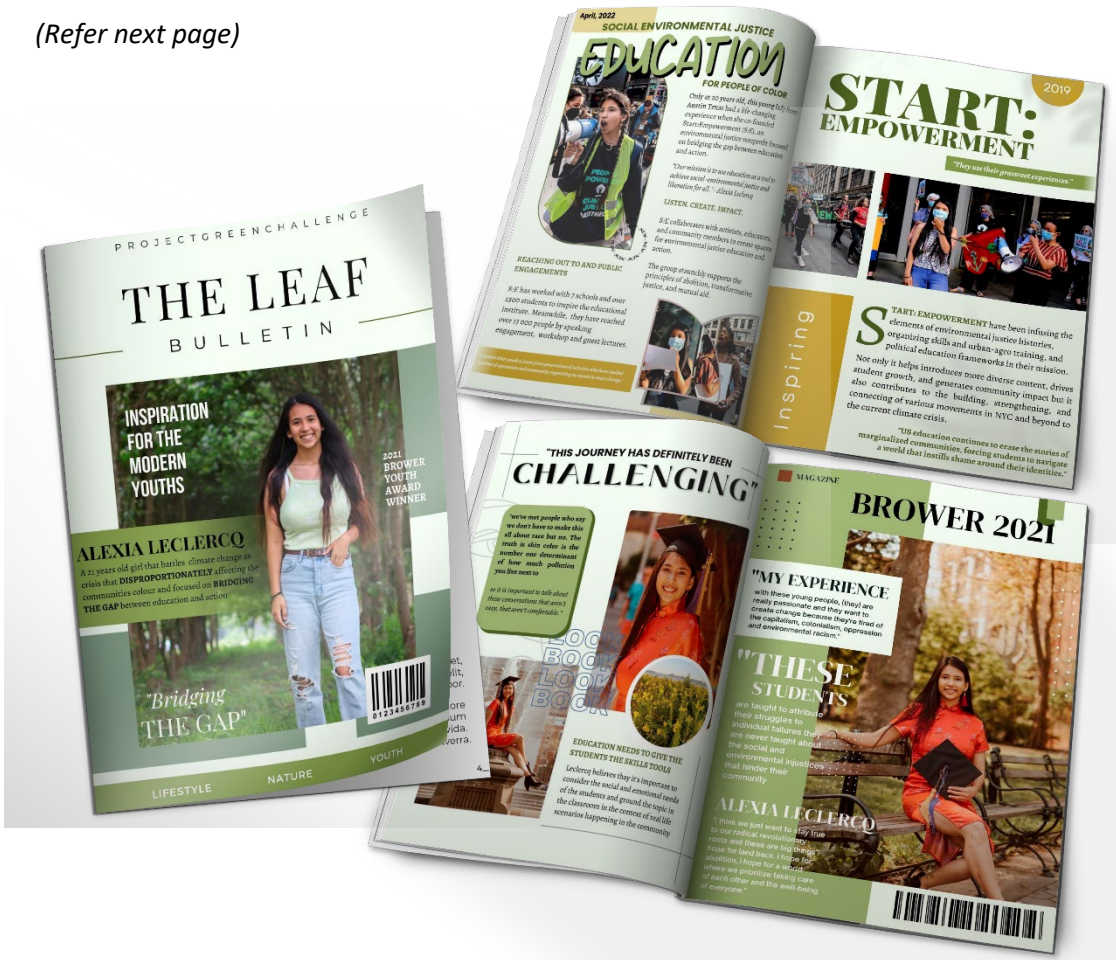 (Refer next page)
PROJECTGREENCHALLENGE
THE LEAF
BULLETIN
INSPIRATION
FOR THE
MODERN
YOUTHS
2021
BROWER
YOUTH
AWARD
WINNER
ALEXIA LECLERCQ
A 21 years old girl that battles climate change as
crisis that DISPROPORTIONATELY affecting the
communities colour and focused on BRIDGING
THE GAP between education and action
"Bridging
THE GAP"
0123456789
LIFESTYLE
NATURE
YOUTH
et,
elit,
por.
ore
um
vida.
verra.
4
April, 2022
SOCIAL ENVIRONMENTAL JUSTICE
EDUCATION
FOR PEOPLE OF COLOR
Only at 20 years old, this young lady from
Austin Texas had a life-changing
experience when she co-founded
Start:Empowerment (S:E), an
environmental justice nonprofit focused
on bridging the gap between education
and action.
"Our mission is to use education as a tool to
achieve social-environmental justice and
liberation for all." - Alexia Leclercq
LISTEN. CREATE. IMPACT.
S:E collaborates with activists, educators,
and community members to create spaces
for environmental justice education and
action.
The group staunchly supports the
principles of abolition, transformative
justice, and mutual aid.
REACHING OUT TO AND PUBLIC
ENGAGEMENTS
S:E has worked with 7 schools and over
2500 students to inspire the educational
Institute. Meanwhile, they have reached
over 17 000 people by speaking
engagement, workshop and guest lectures.
2019
START:
EMPOWERMENT
"They use their grassroot experiences."
Inspiring
START: EMPOWERMENT have been infusing the
elements of environmental justice histories,
organizing skills and urban-agro training, and
political education frameworks in their mission.
Not only it helps introduces more diverse content, drives
student growth, and generates community impact but it
also contributes to the building, strengthening, and
connecting of various movements in NYC and beyond to
the current climate crisis.
"US education continues to erase the stories of
marginalized communities, forcing students to navigate
a world that instills shame around their identities."
"THIS JOURNEY HAS DEFINITELY BEEN
CHALLENGING"
"we've met people who say
we don't have to make this
all about race but no. The
truth is skin color is the
number one determinant
of how much pollution
you live next to
so it is important to talk about
those conversations that aren't
easy, that aren't comfortable."
LOOK
BOOK
LOOK
BOOK
EDUCATION NEEDS TO GIVE THE
STUDENTS THE SKILLS TOOLS
Leclercq believes thay it's important to
consider the social and emotional needs
of the students and ground the topic in
the classroom in the context of real life
scenarios happening in the community
MAGAZINE
BROWER 2021
"MY EXPERIENCE
with these young people, (they) are
really passionate and they want to
create change because they're tired of
the capitalism, colonialism, oppression
and environmental racism."
"THESE
STUDENTS
are taught to attribute
their struggles to
individual failures they
are never taught about
the social and
environmental injustices
that hinder their
community
ALEXIA LECLERCQ
"I think we just want to stay true
to our radical revolutionary
roots and these are big things"
hope for land back. I hope for
abolition, I hope for a world
where we prioritize taking care
of each other and the well-being
of everyone."